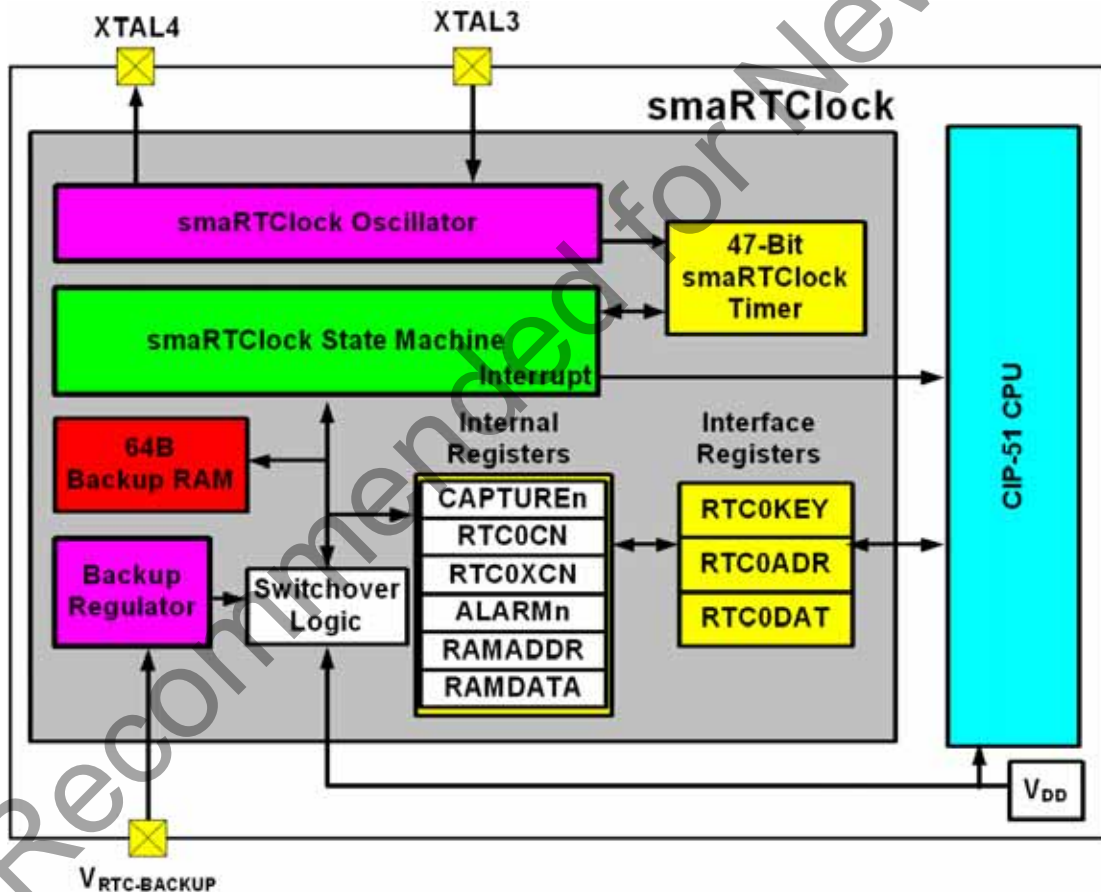 XTAL4
XTAL3
smaRTClock
smaRTClock Oscillator
47-Bit
smaRTClock
Timer
smaRTClock State Machine
Interrupt
CIP-51 CPU
64B
Backup RAM
Internal
Registers
CAPTUREn
RTC0CN
RTC0XCN
ALARMn
RAMADDR
RAMDATA
Interface
Registers
RTC0KEY
RTC0ADR
RTC0DAT
Backup
Regulator
Switchover
Logic
VDD
VRTC-BACKUP
Recommended for New